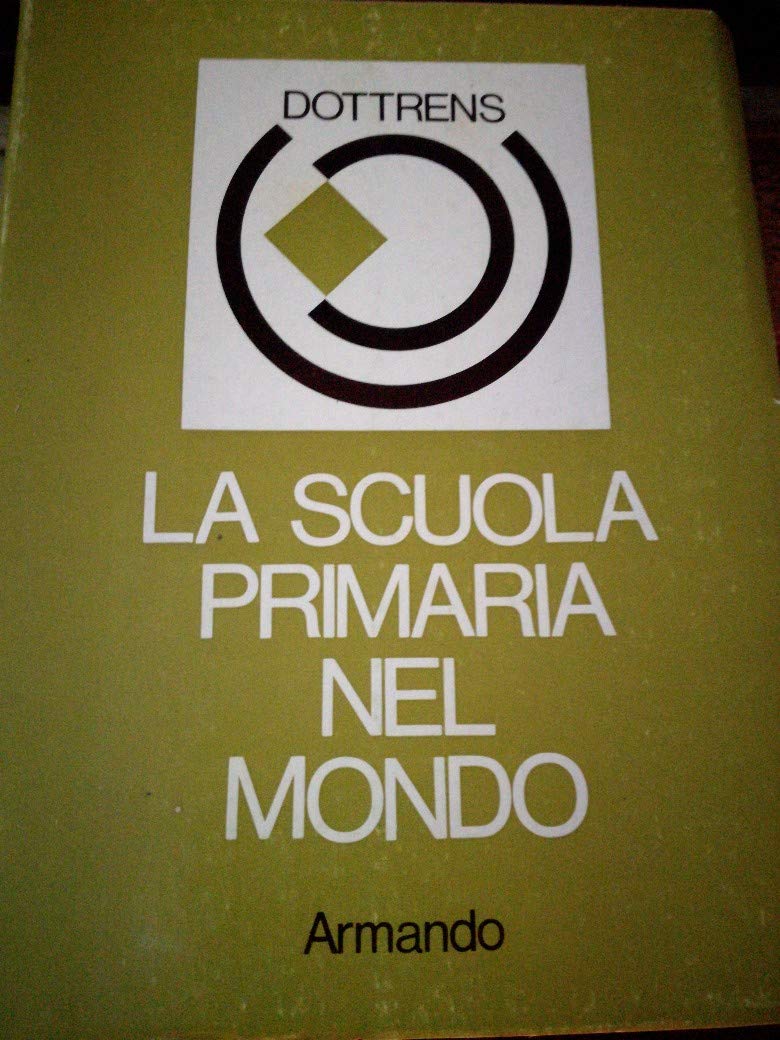 DOTTRENS
LA SCUOLA
PRIMARIA
NEL
MONDO
Armando